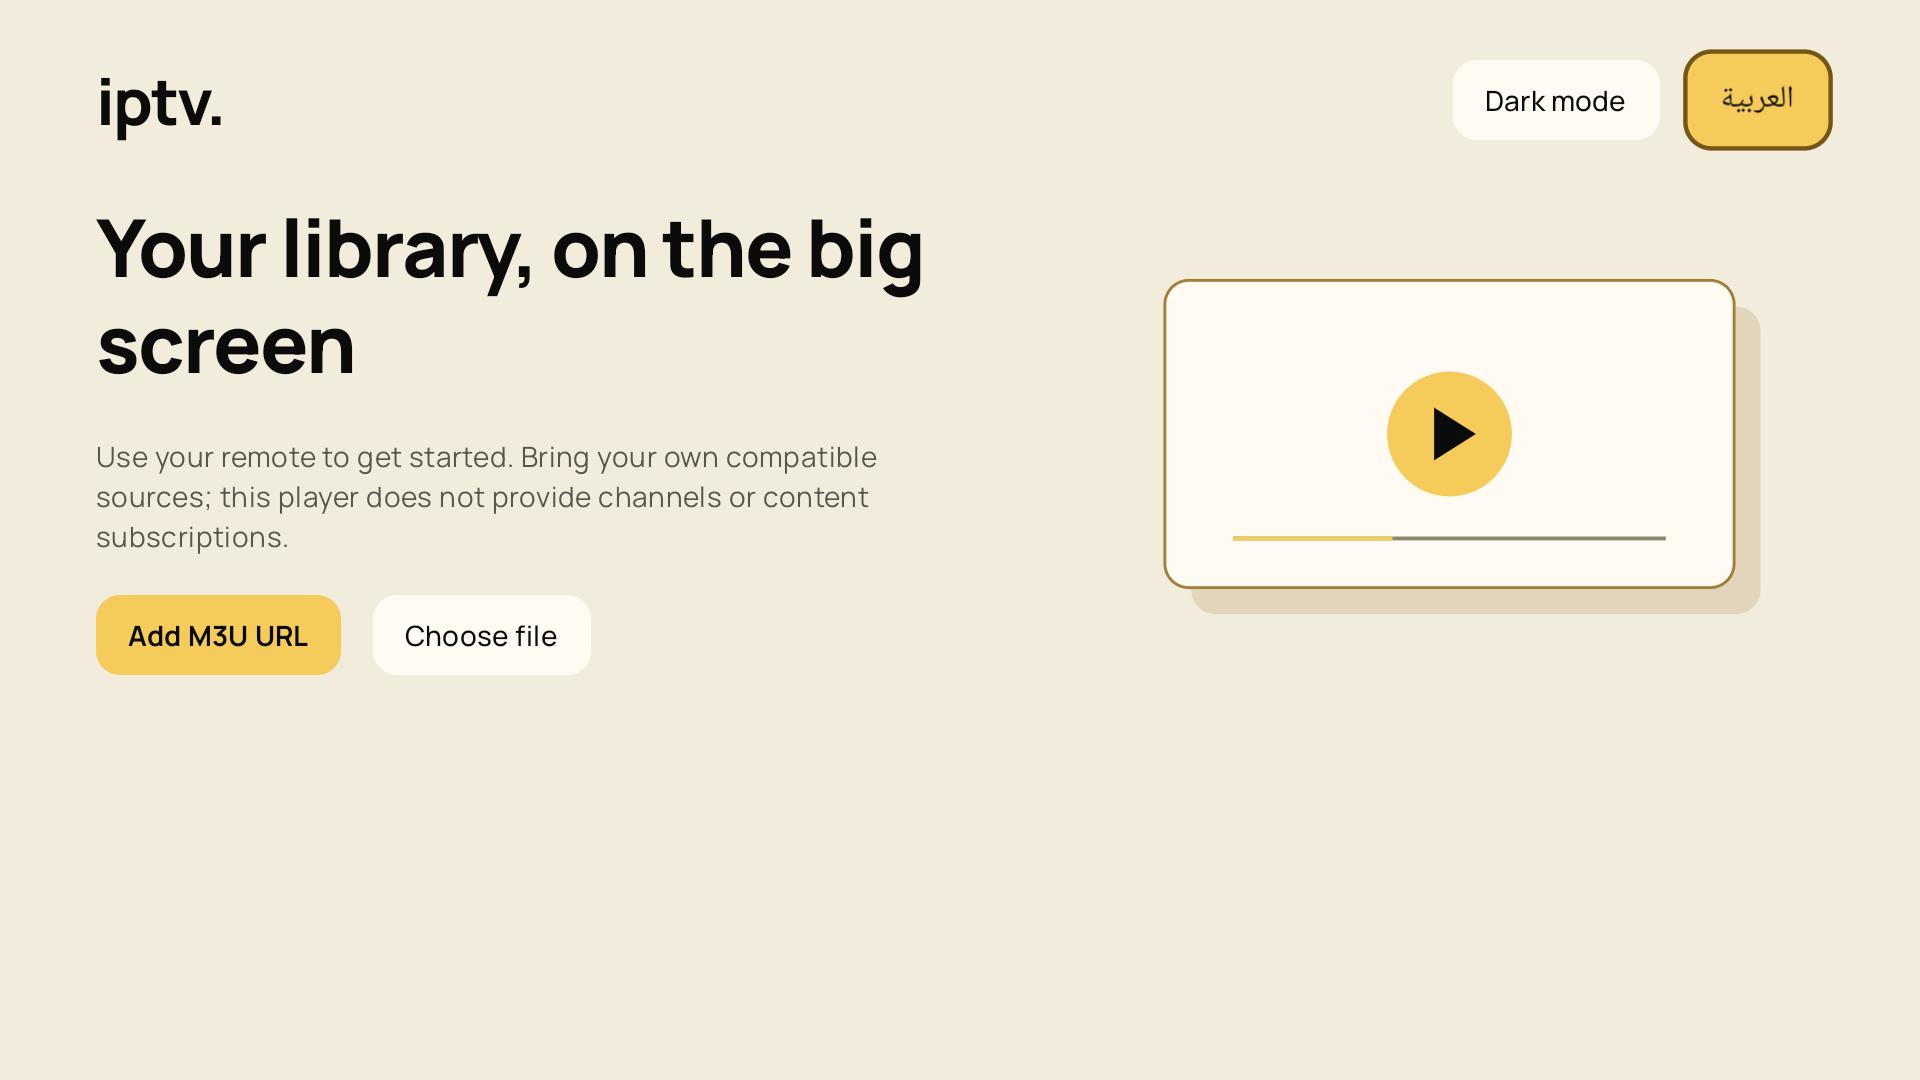 iptv.
Dark mode
العربية
Your library, on the big
screen
Use your remote to get started. Bring your own compatible
sources; this player does not provide channels or content
subscriptions.
Add M3U URL
Choose file